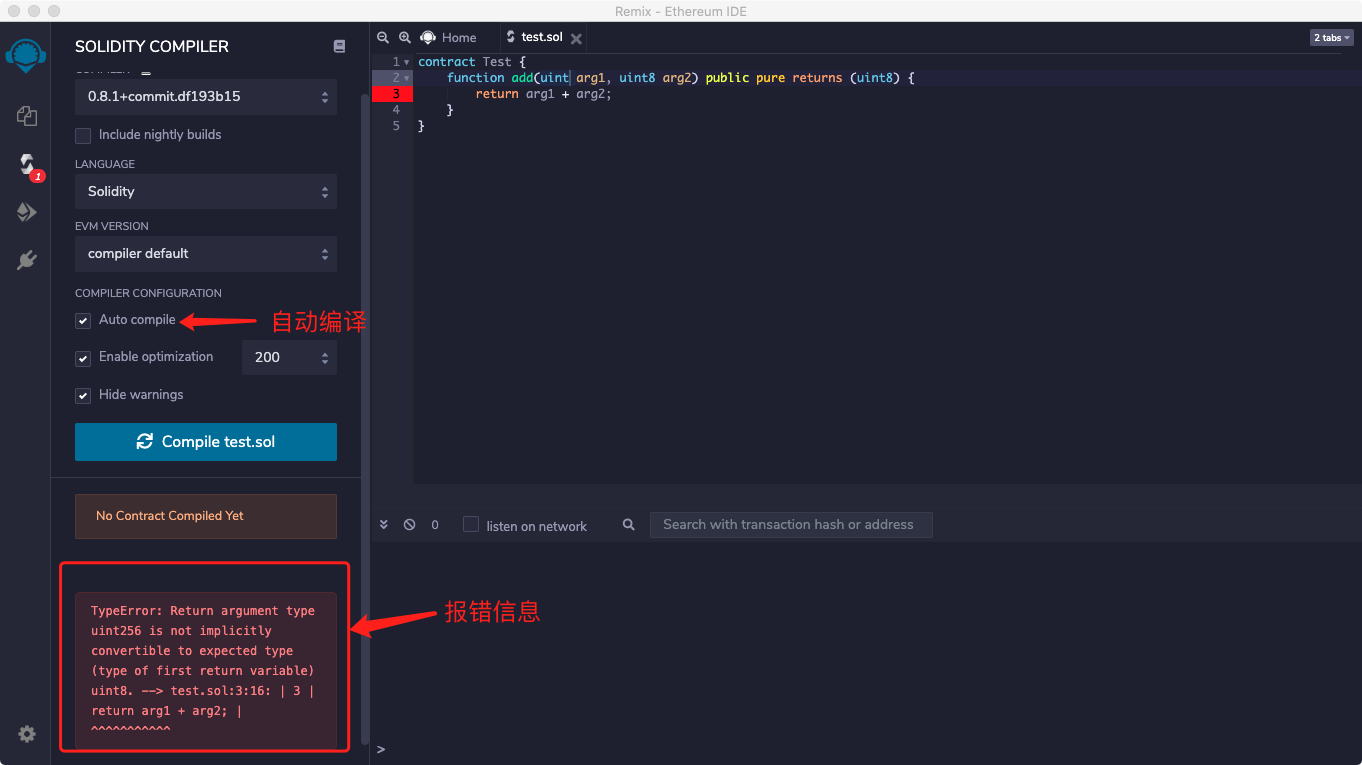 Remix - Ethereum IDE
SOLIDITY COMPILER
0.8.1+commit.df193b15
Include nightly builds
LANGUAGE
Solidity
EVM VERSION
compiler default
COMPILER CONFIGURATION
Auto compile
自动编译
Enable optimization
200
Hide warnings
Compile test.sol
No Contract Compiled Yet
TypeError: Return argument type
uint256 is not implicitly
convertible to expected type
(type of first return variable)
uint8. --> test.sol:3:16: | 3 |
return arg1 + arg2; |
^^^^^^^^^^^
报错信息
1
Home
test.sol
2 tabs
1 contract Test {
2 function add(uint arg1, uint8 arg2) public pure returns (uint8) {
3 return arg1 + arg2;
4 }
5 }
0
listen on network
Search with transaction hash or address
>